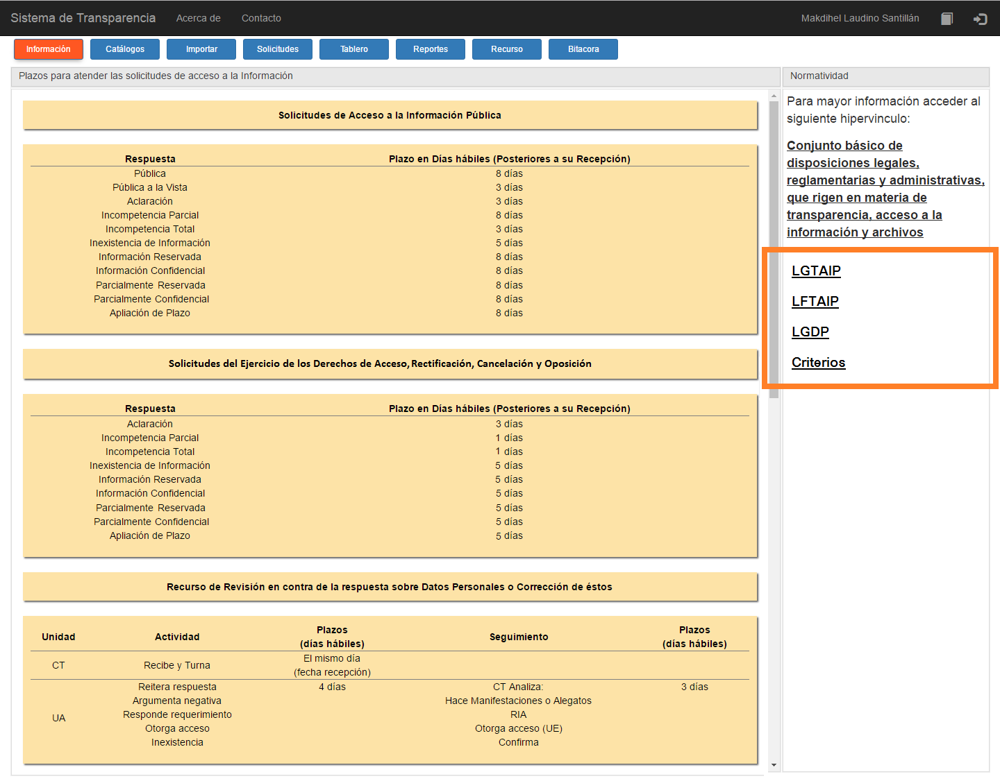 Sistema de Transparencia Acerca de Contacto Makdihel Laudino Santillán
Información Catálogos Importar Solicitudes Tablero Reportes Recurso Bitacora
Plazos para atender las solicitudes de acceso a la Información
Solicitudes de Acceso a la Información Pública
Respuesta Plazo en Días hábiles (Posteriores a su Recepción)
Pública 8 días
Pública a la Vista 3 días
Aclaración 3 días
Incompetencia Parcial 8 días
Incompetencia Total 3 días
Inexistencia de Información 5 días
Información Reservada 8 días
Información Confidencial 8 días
Parcialmente Reservada 8 días
Parcialmente Confidencial 8 días
Apliación de Plazo 8 días
Solicitudes del Ejercicio de los Derechos de Acceso, Rectificación, Cancelación y Oposición
Respuesta Plazo en Días hábiles (Posteriores a su Recepción)
Aclaración 3 días
Incompetencia Parcial 1 días
Incompetencia Total 1 días
Inexistencia de Información 5 días
Información Reservada 5 días
Información Confidencial 5 días
Parcialmente Reservada 5 días
Parcialmente Confidencial 5 días
Apliación de Plazo 5 días
Recurso de Revisión en contra de la respuesta sobre Datos Personales o Corrección de éstos
Unidad Actividad Plazos (días hábiles) Seguimiento Plazos (días hábiles)
CT Recibe y Turna El mismo día
(fecha recepción)
UA
Reitera respuesta 4 días CT Analiza: 3 días
Argumenta negativa Hace Manifestaciones o Alegatos
Responde requerimiento RIA
Otorga acceso Otorga acceso (UE)
Inexistencia Confirma
Normatividad
Para mayor información acceder al
siguiente hipervinculo:
Conjunto básico de
disposiciones legales,
reglamentarias y administrativas,
que rigen en materia de
transparencia, acceso a la
información y archivos
LGTAIP
LFTAIP
LGDP
Criterios